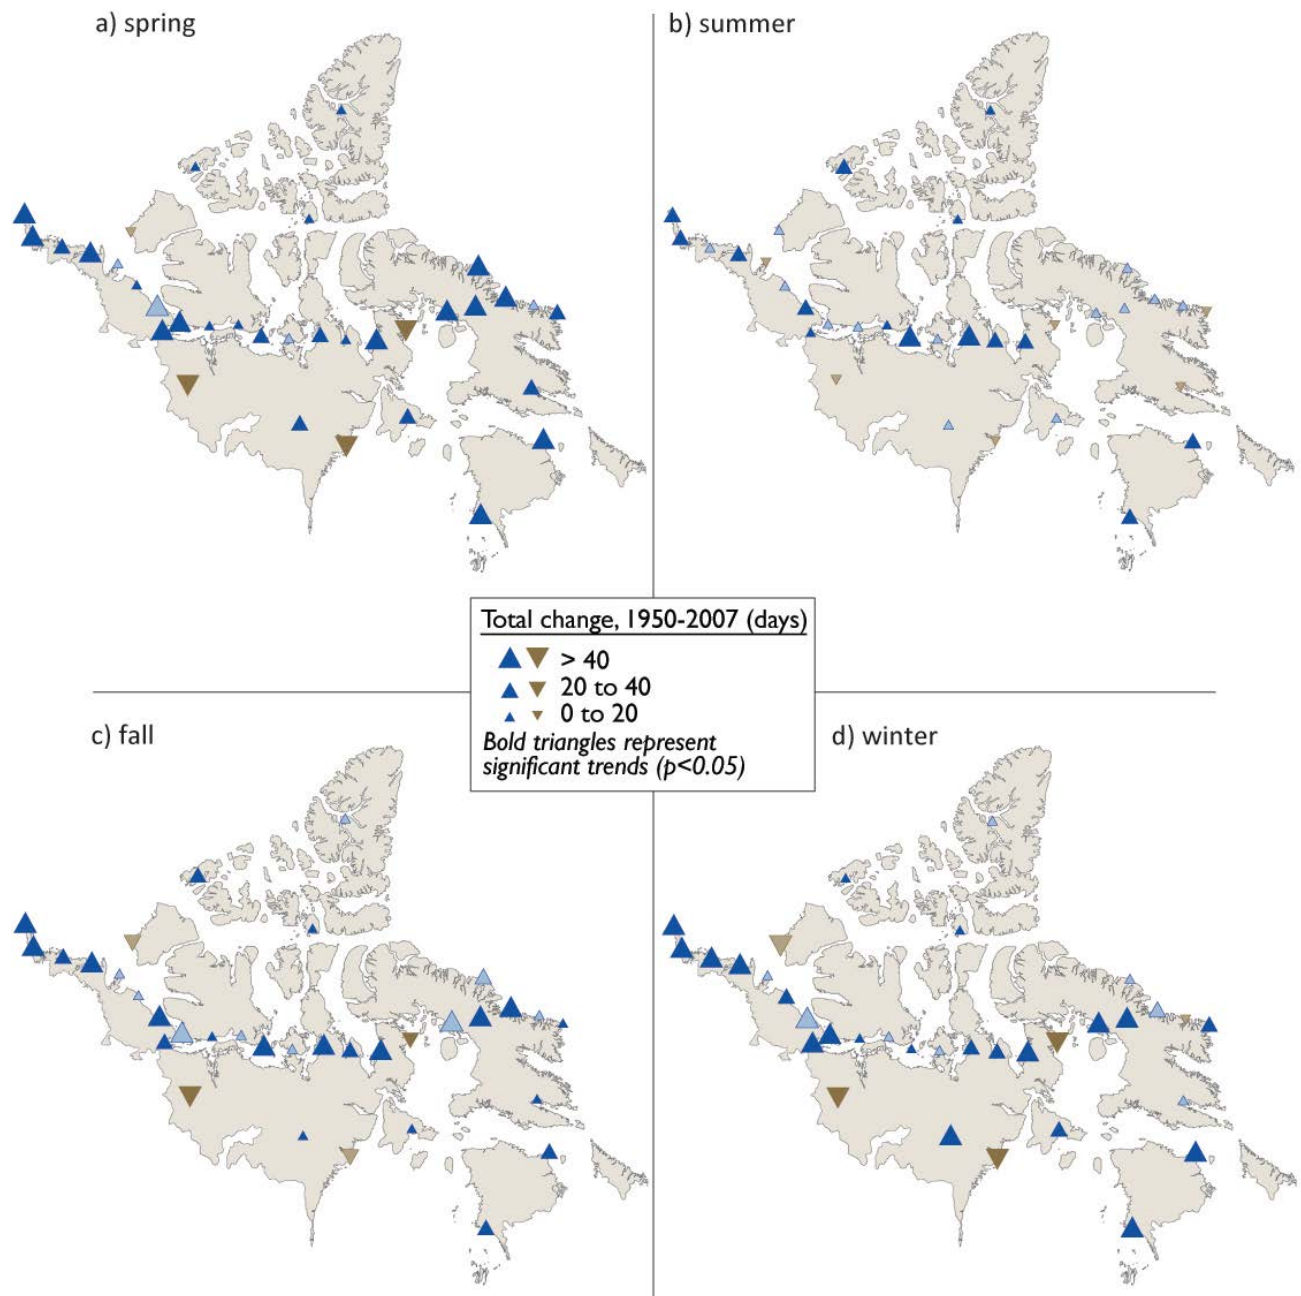 a) spring
b) summer
Total change, 1950-2007 (days)
> 40
20 to 40
0 to 20
Bold triangles represent
significant trends (p<0.05)
c) fall
d) winter